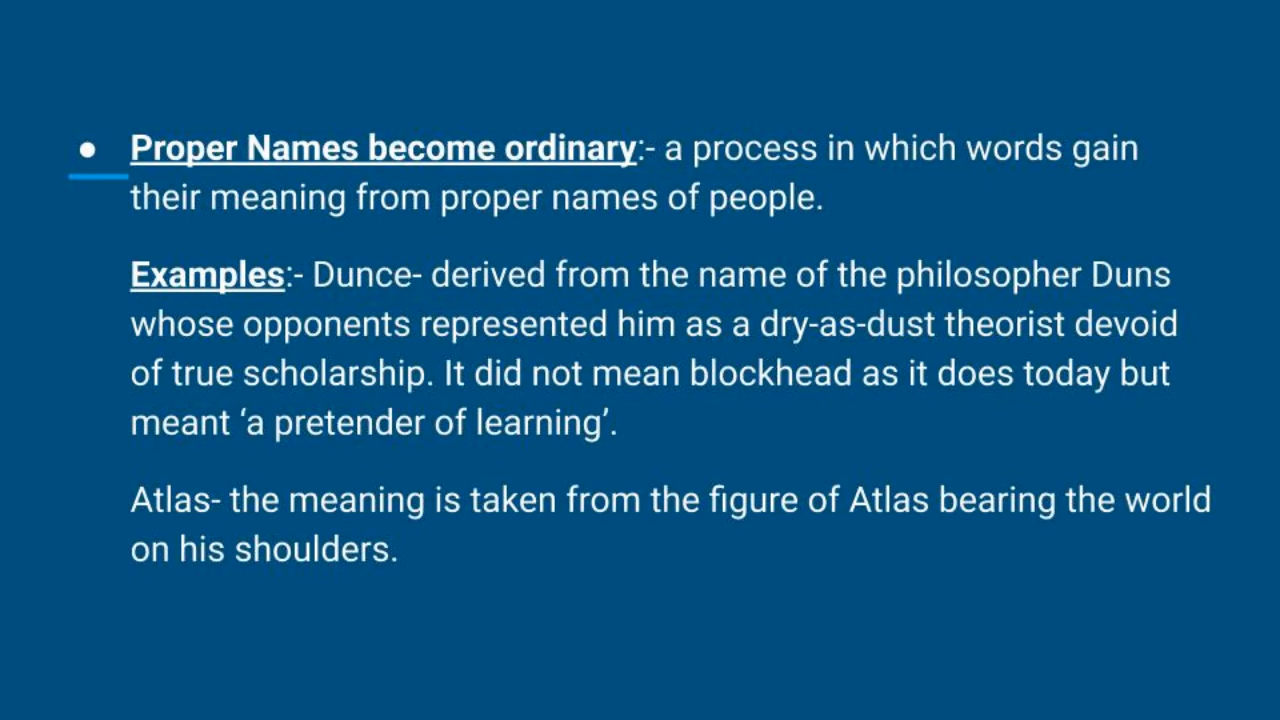 ● Proper Names become ordinary:- a process in which words gain
their meaning from proper names of people.
Examples:- Dunce- derived from the name of the philosopher Duns
whose opponents represented him as a dry-as-dust theorist devoid
of true scholarship. It did not mean blockhead as it does today but
meant ‘a pretender of learning’.
Atlas- the meaning is taken from the figure of Atlas bearing the world
on his shoulders.